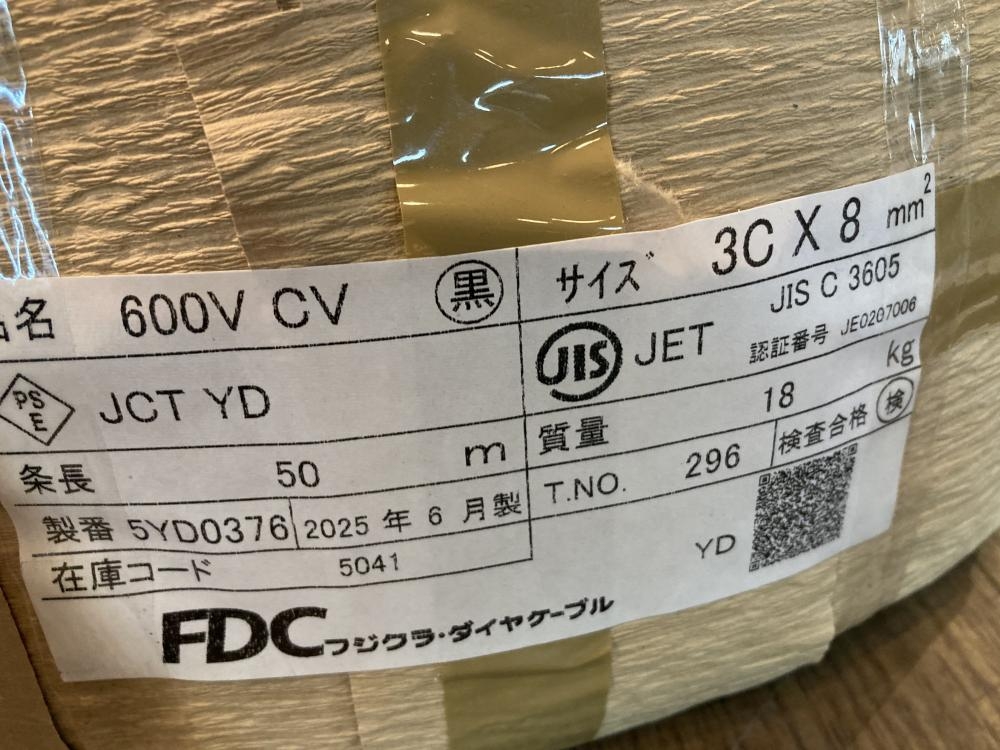 品名 600V CV 黒
サイズ 3C X 8 mm²
PS E JCT YD
JIS JET JIS C 3605
認証番号 JE0207006
条長 50 m
質量 18 kg
製番 5YD0376 2025 年 6 月製
T.NO. 296 検査合格 検
在庫コード 5041
YD
FDC フジクラ・ダイヤケーブル